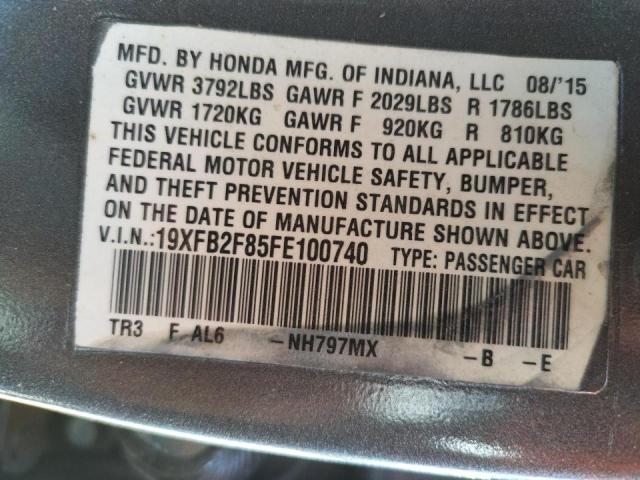 MFD. BY HONDA MFG. OF INDIANA, LLC 08/'15
GVWR 3792LBS GAWR F 2029LBS R 1786LBS
GVWR 1720KG GAWR F 920KG R 810KG
THIS VEHICLE CONFORMS TO ALL APPLICABLE
FEDERAL MOTOR VEHICLE SAFETY, BUMPER,
AND THEFT PREVENTION STANDARDS IN EFFECT
ON THE DATE OF MANUFACTURE SHOWN ABOVE.
V.I.N.:19XFB2F85FE100740 TYPE: PASSENGER CAR
TR3 F AL6 -NH797MX -B -E